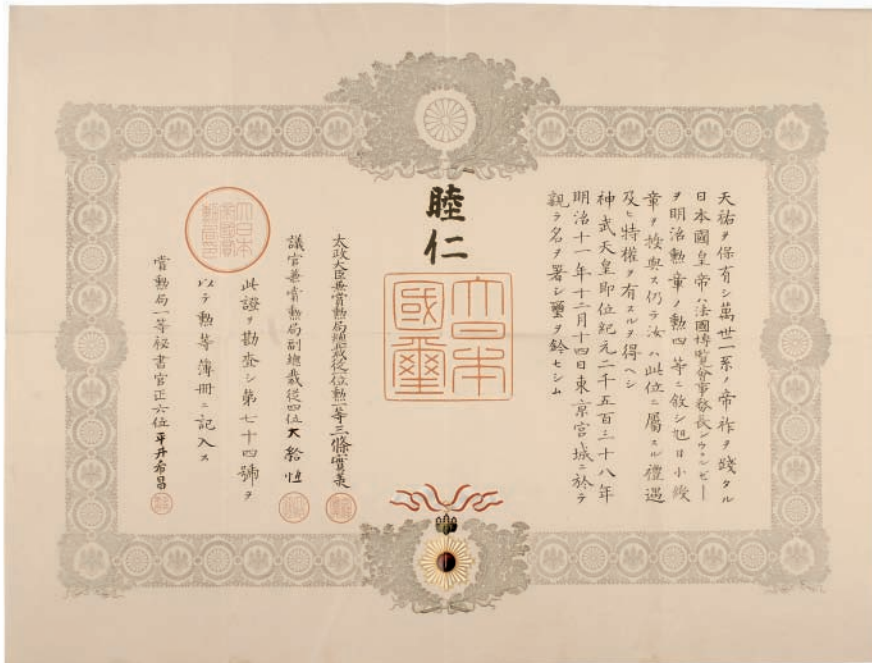 天祐ヲ保有シ萬世一系ノ帝祚ヲ踐タル
日本國皇帝ハ法國博覽會事務長
ヲ明治勲章ノ勲四等ニ敘シ旭日小綬
章ヲ授與ス仍ラ汝ハ此位ニ屬スル禮遇
及ヒ特權ヲ有スルヲ得ヘシ
神武天皇即位紀元二千五百三十八年
明治十一年十二月十四日東京宮城ニ於テ
親ラ名ヲ署シ璽ヲ鈐セシム
睦仁
大日本
國璽
太政大臣兼賞勲局總裁從一位勲一等三條實美
議官兼賞勲局副總裁從四位大給恒
此證ヲ勘查シ第七十四號ヲ
以テ勲等簿冊ニ記入ス
大日本
賞勲局一等秘書官正六位平井希昌